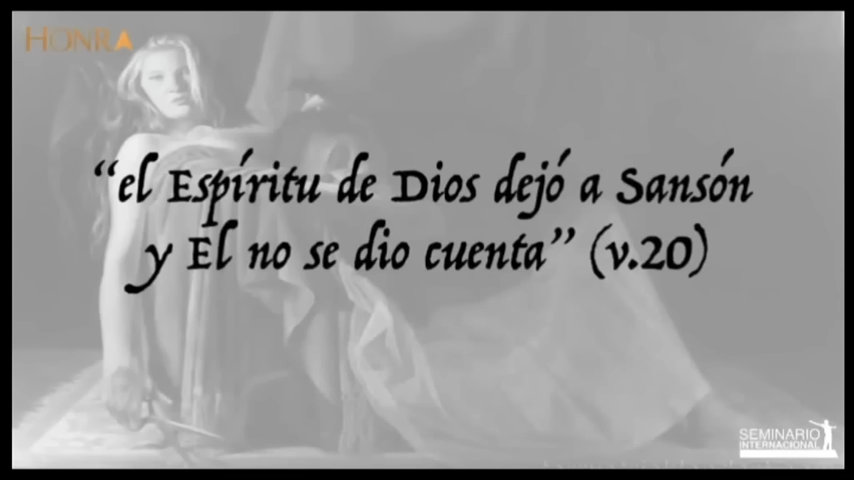 HONRA
“el Espíritu de Dios dejó a Sansón
y El no se dio cuenta” (v.20)
SEMINARIO
INTERNACIONAL